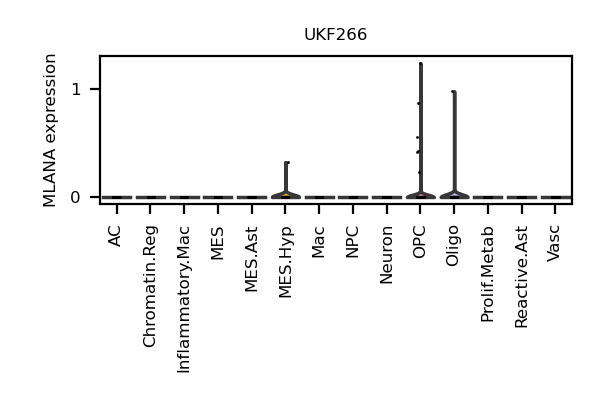 UKF266
MLANA expression
1
0
AC
Chromatin.Reg
Inflammatory.Mac
MES
MES.Ast
MES.Hyp
Mac
NPC
Neuron
OPC
Oligo
Prolif.Metab
Reactive.Ast
Vasc